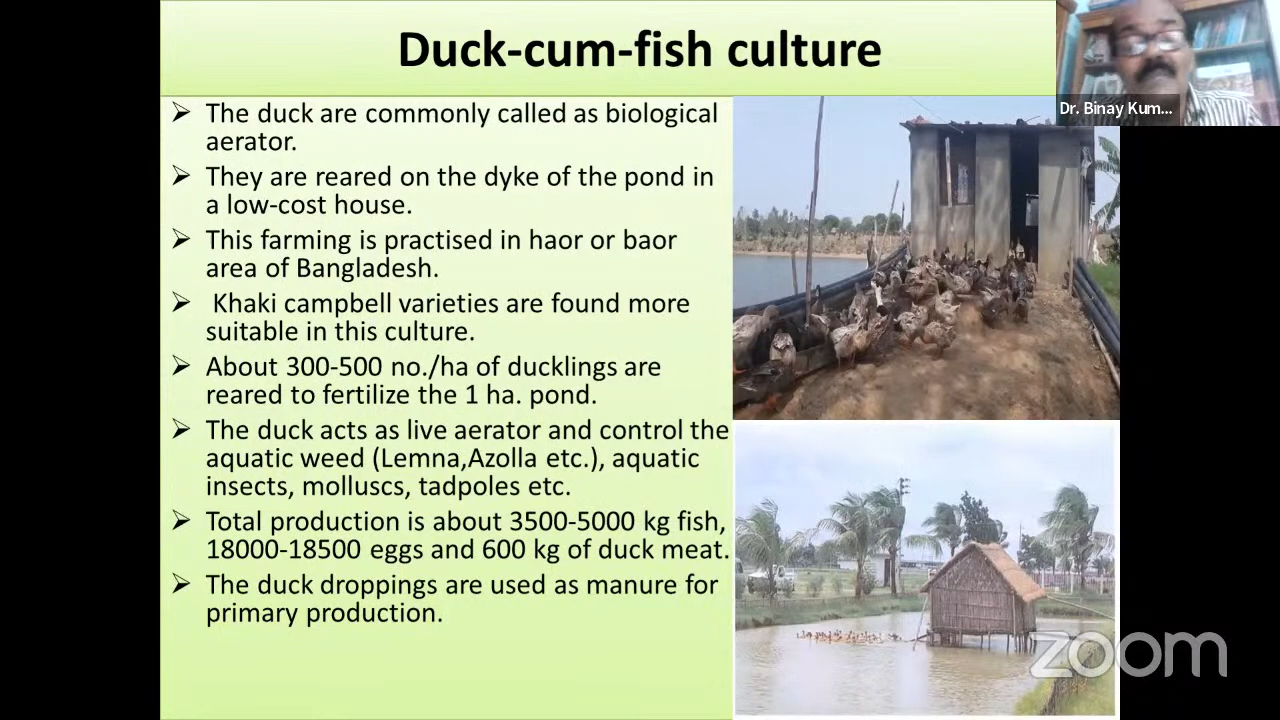 Duck-cum-fish culture
Dr. Binay Kum...
➢ The duck are commonly called as biological
aerator.
➢ They are reared on the dyke of the pond in
a low-cost house.
➢ This farming is practised in haor or baor
area of Bangladesh.
➢ Khaki campbell varieties are found more
suitable in this culture.
➢ About 300-500 no./ha of ducklings are
reared to fertilize the 1 ha. pond.
➢ The duck acts as live aerator and control the
aquatic weed (Lemna,Azolla etc.), aquatic
insects, molluscs, tadpoles etc.
➢ Total production is about 3500-5000 kg fish,
18000-18500 eggs and 600 kg of duck meat.
➢ The duck droppings are used as manure for
primary production.
zoom